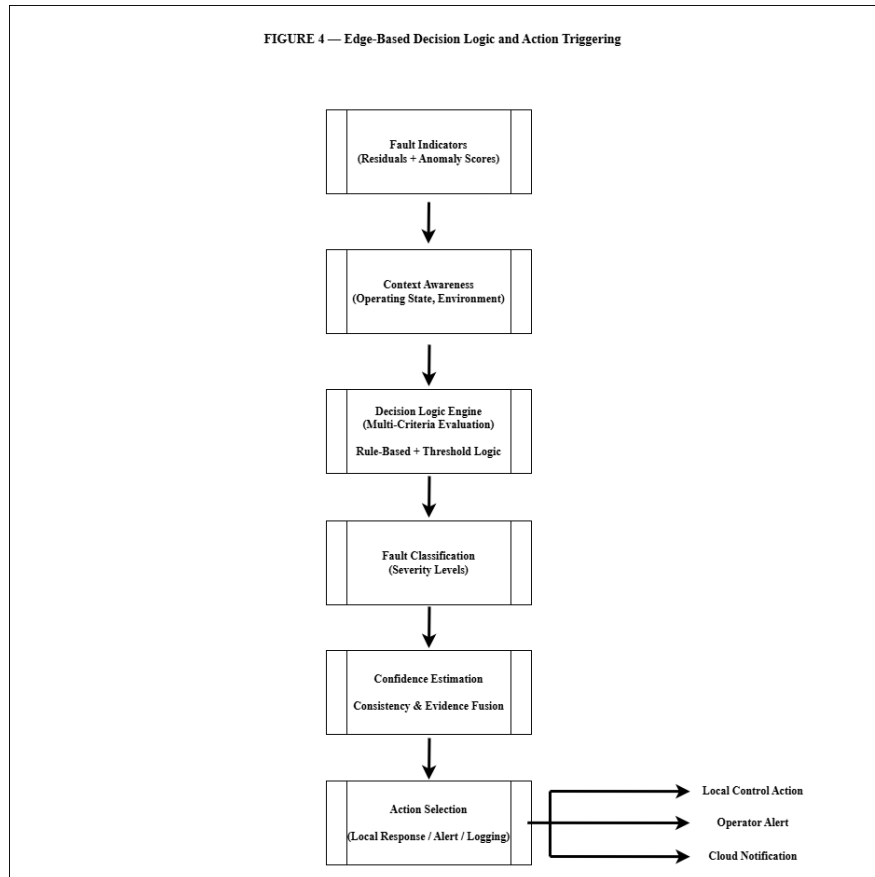 FIGURE 4 — Edge-Based Decision Logic and Action Triggering
Fault Indicators
(Residuals + Anomaly Scores)
Context Awareness
(Operating State, Environment)
Decision Logic Engine
(Multi-Criteria Evaluation)
Rule-Based + Threshold Logic
Fault Classification
(Severity Levels)
Confidence Estimation
Consistency & Evidence Fusion
Action Selection
(Local Response / Alert / Logging)
Local Control Action
Operator Alert
Cloud Notification